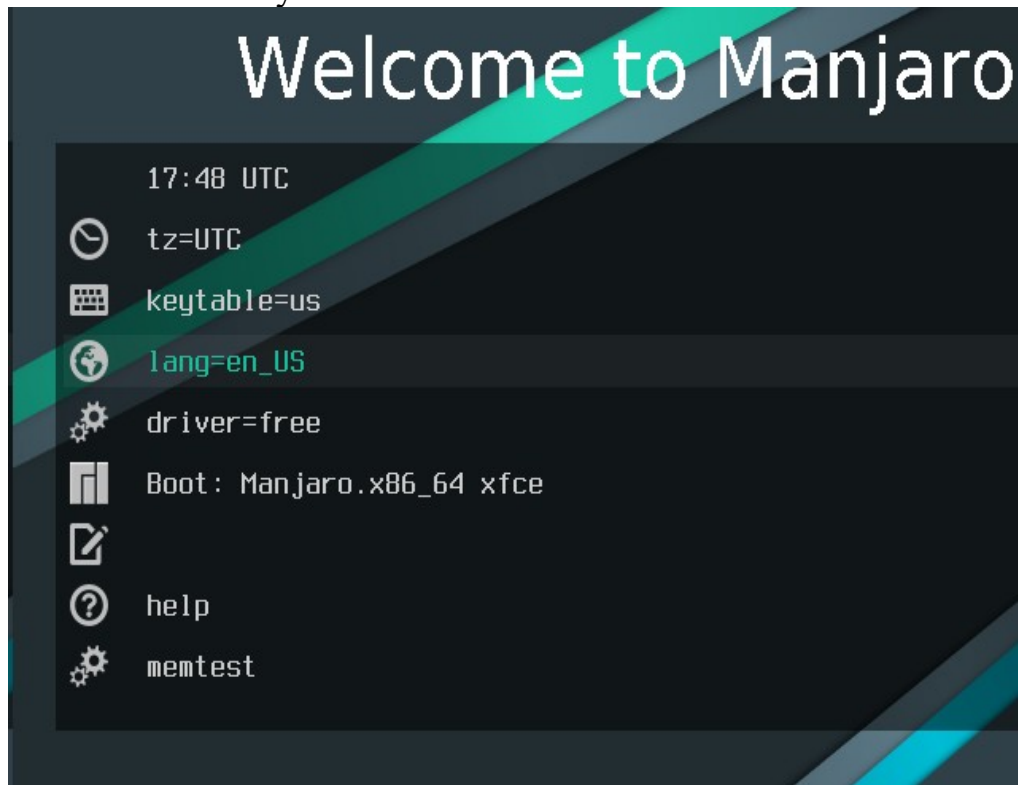 Welcome to Manjaro
17:48 UTC
tz=UTC
keytable=us
lang=en_US
driver=free
Boot: Manjaro.x86_64 xfce
help
memtest